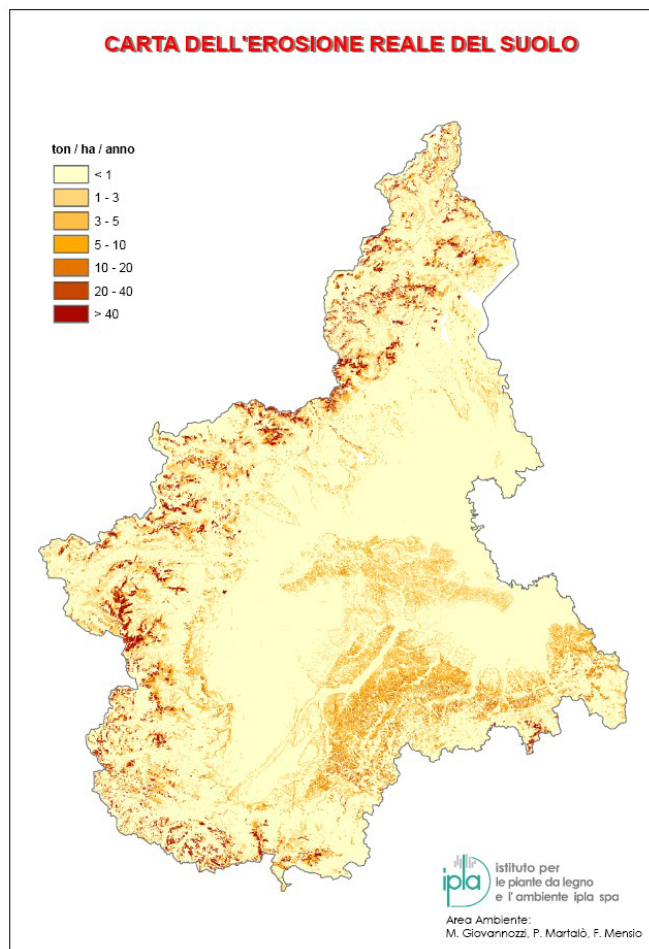 CARTA DELL'EROSIONE REALE DEL SUOLO
ton / ha / anno
< 1
1 - 3
3 - 5
5 - 10
10 - 20
20 - 40
> 40
ipla
istituto per
le piante da legno
e l' ambiente ipla spa
Area Ambiente:
M. Giovannozzi, P. Martalò, F. Mensio